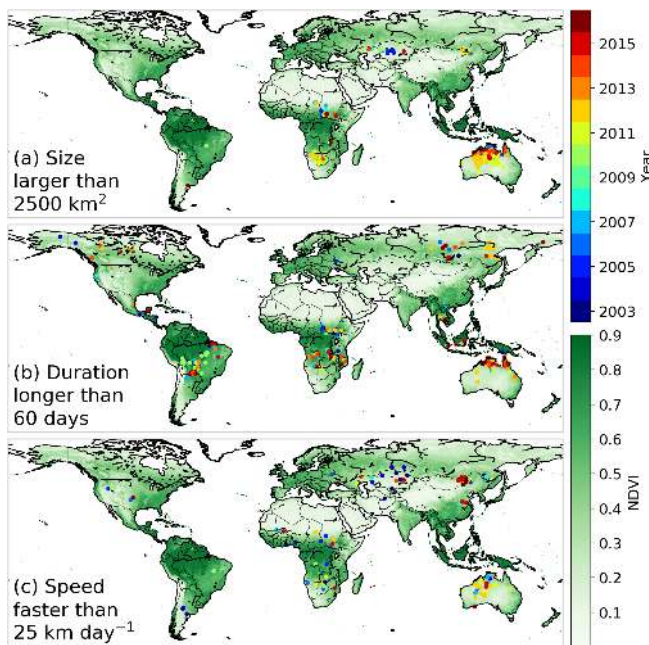 (a) Size
larger than
2500 km²
(b) Duration
longer than
60 days
(c) Speed
faster than
25 km day⁻¹
2015
2013
2011
2009
2007
2005
2003
Year
0.9
0.8
0.7
0.6
0.5
0.4
0.3
0.2
0.1
NDVI